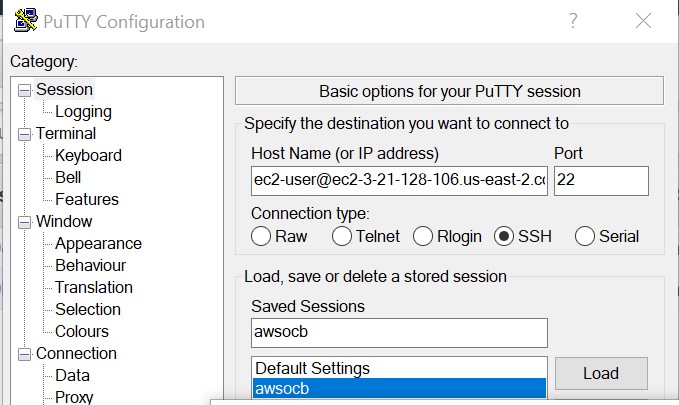 PuTTY Configuration
?
Category:
Session
Logging
Terminal
Keyboard
Bell
Features
Window
Appearance
Behaviour
Translation
Selection
Colours
Connection
Data
Proxy
Basic options for your PuTTY session
Specify the destination you want to connect to
Host Name (or IP address) Port
ec2-user@ec2-3-21-128-106.us-east-2.co 22
Connection type:
Raw Telnet Rlogin SSH Serial
Load, save or delete a stored session
Saved Sessions
awsocb
Default Settings
awsocb
Load